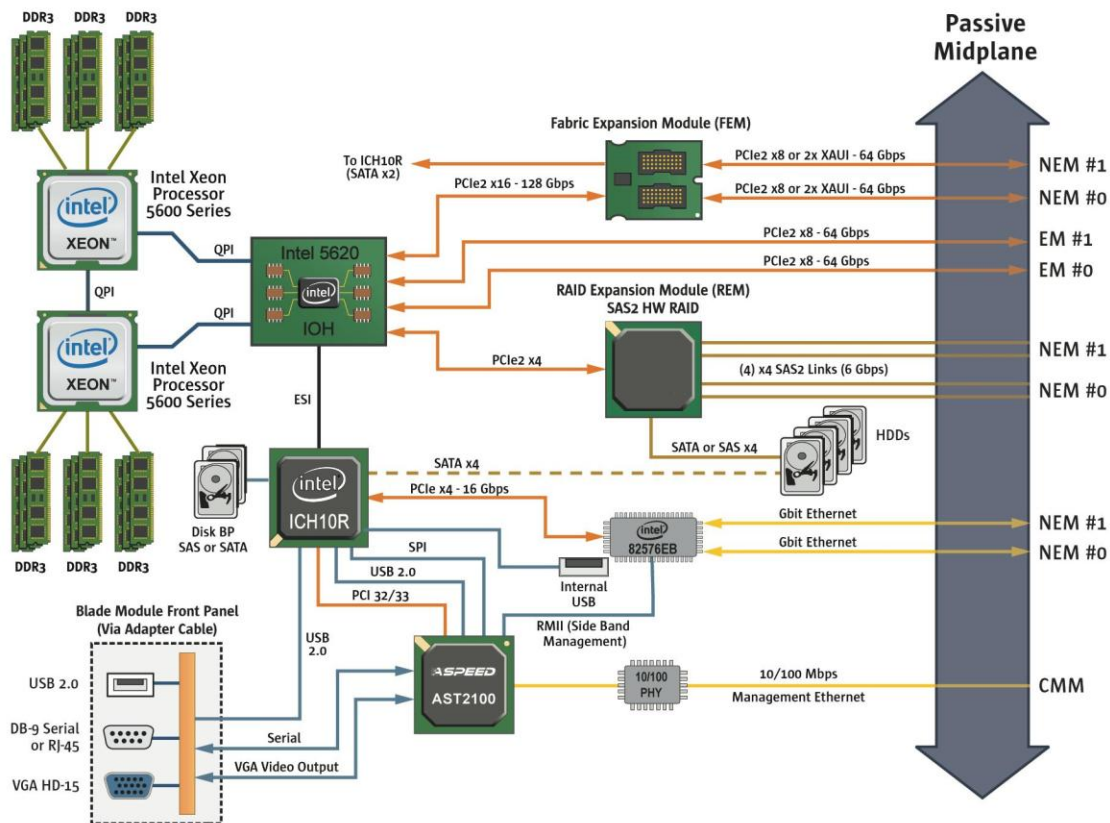 DDR3
DDR3
DDR3
Passive
Midplane
Fabric Expansion Module (FEM)
To ICH10R
(SATA x2)
PCIe2 x8 or 2x XAUI - 64 Gbps
NEM #1
PCIe2 x16 - 128 Gbps
PCIe2 x8 or 2x XAUI - 64 Gbps
NEM #0
Intel Xeon
Processor
5600 Series
intel
XEON™
QPI
Intel 5620
intel
IOH
PCIe2 x8 - 64 Gbps
EM #1
PCIe2 x8 - 64 Gbps
EM #0
QPI
QPI
RAID Expansion Module (REM)
SAS2 HW RAID
intel
XEON™
Intel Xeon
Processor
5600 Series
PCIe2 x4
(4) x4 SAS2 Links (6 Gbps)
NEM #1
NEM #0
ESI
SATA or SAS x4
HDDs
SATA x4
intel
ICH10R
PCIe x4 - 16 Gbps
Disk BP
SAS or SATA
DDR3
DDR3
DDR3
intel
82576EB
Gbit Ethernet
NEM #1
Gbit Ethernet
NEM #0
SPI
USB 2.0
PCI 32/33
Internal
USB
Blade Module Front Panel
(Via Adapter Cable)
USB
2.0
RMII (Side Band
Management)
ASPEED
AST2100
10/100
PHY
10/100 Mbps
Management Ethernet
CMM
USB 2.0
DB-9 Serial
or RJ-45
Serial
VGA Video Output
VGA HD-15